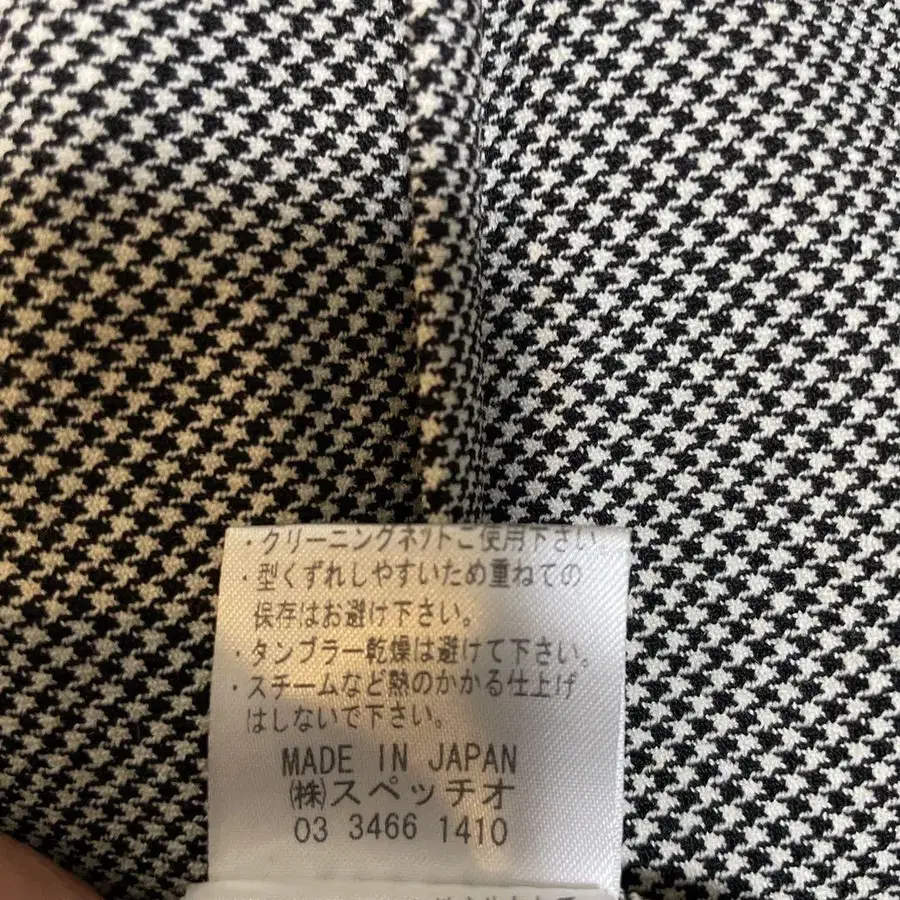 ・クリーニングネットご使用下さい
・型くずれしやすいため重ねての
保存はお避け下さい。
・タンブラー乾燥は避けて下さい。
・スチームなど熱のかかる仕上げ
はしないで下さい。
MADE IN JAPAN
㈱スペッチオ
03 3466 1410